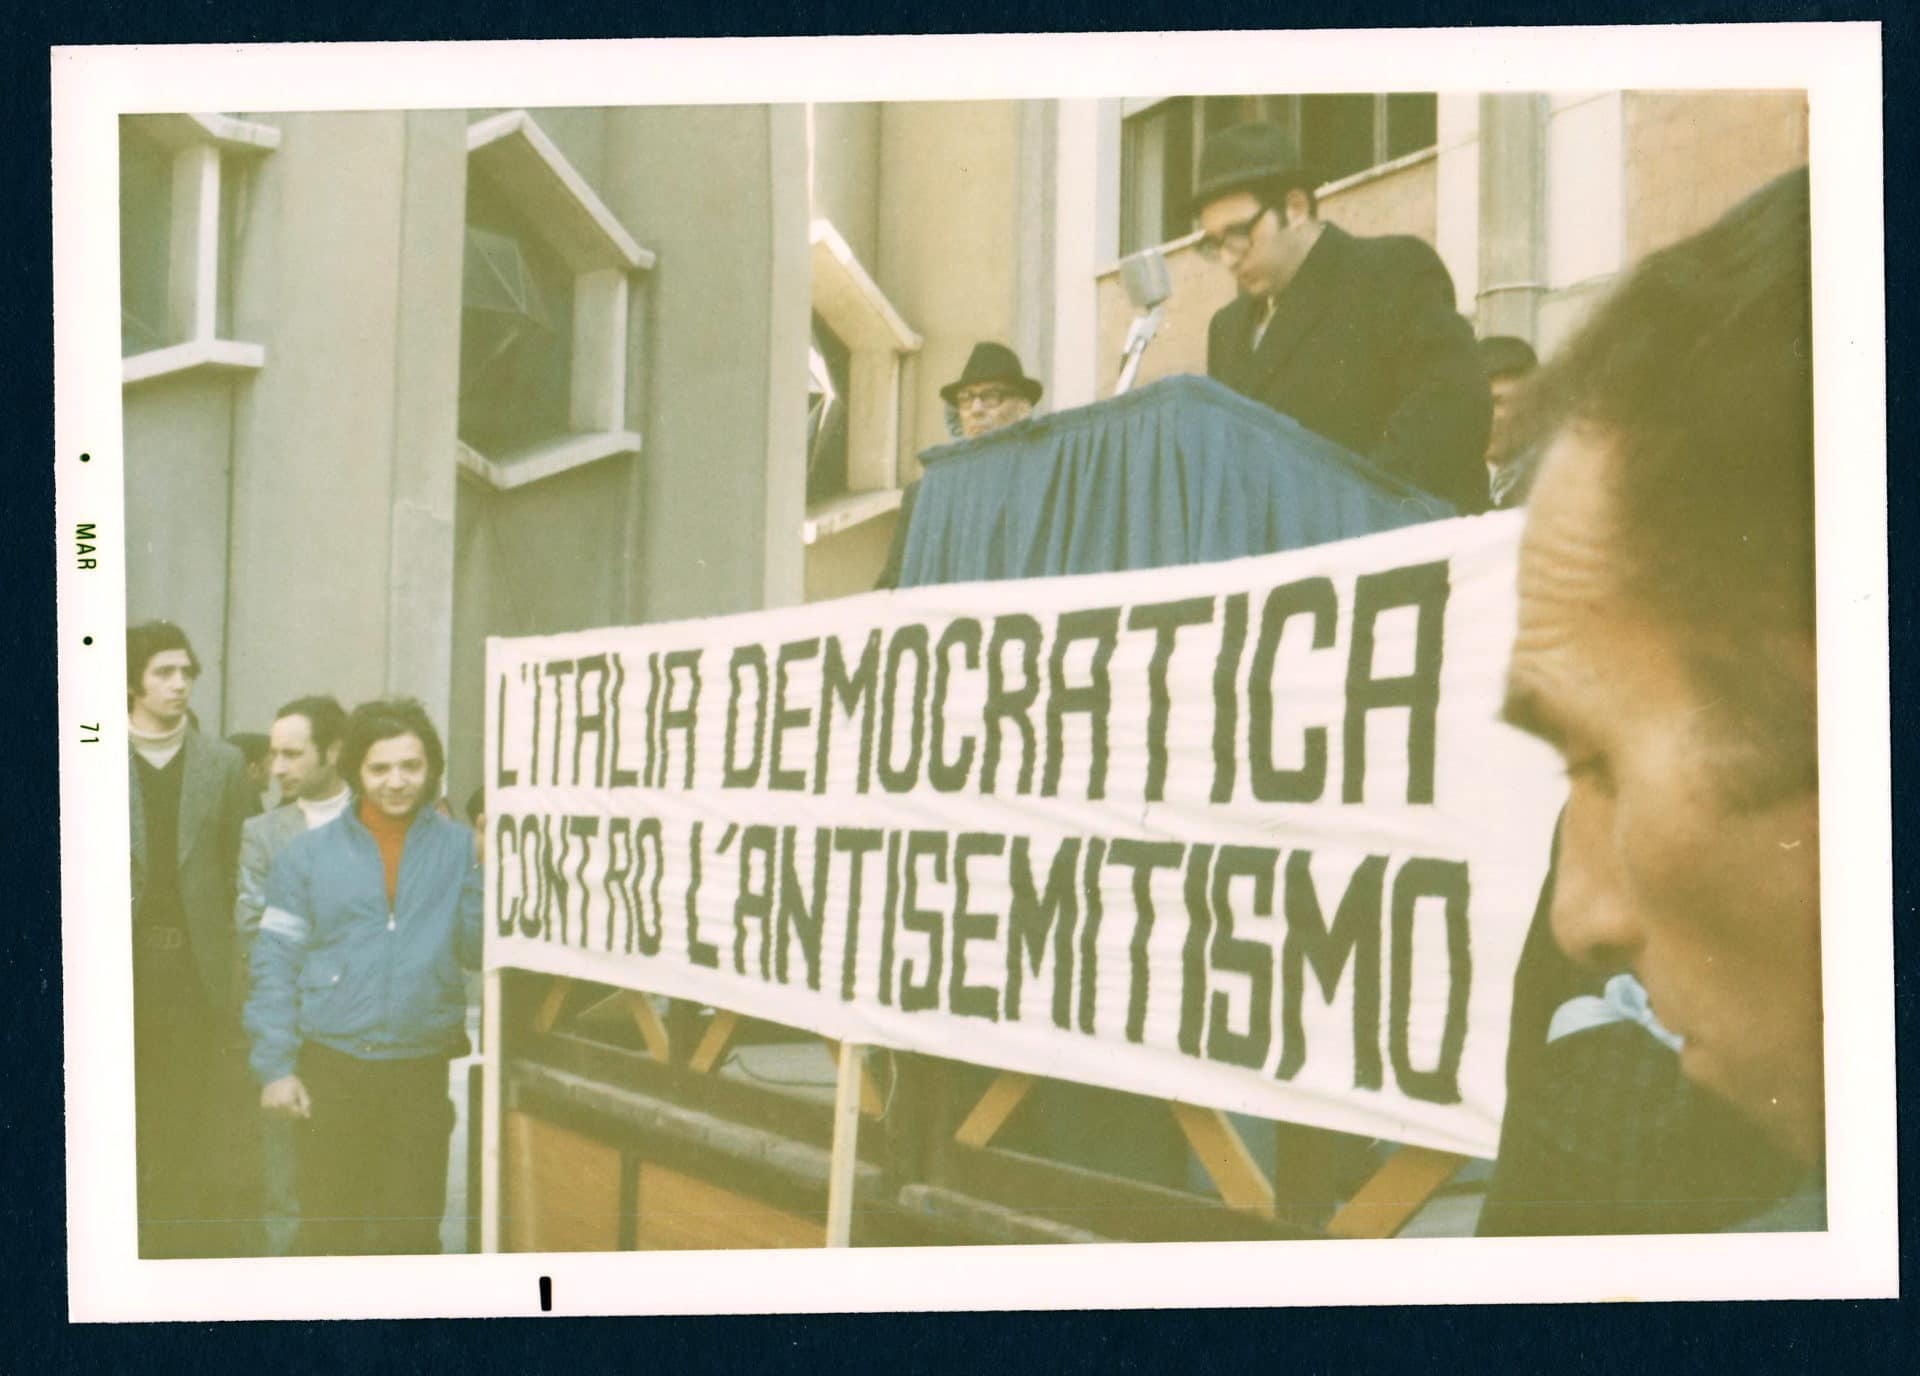 • MAR • 71
L'ITALIA DEMOCRATICA
CONTRO L'ANTISEMITISMO